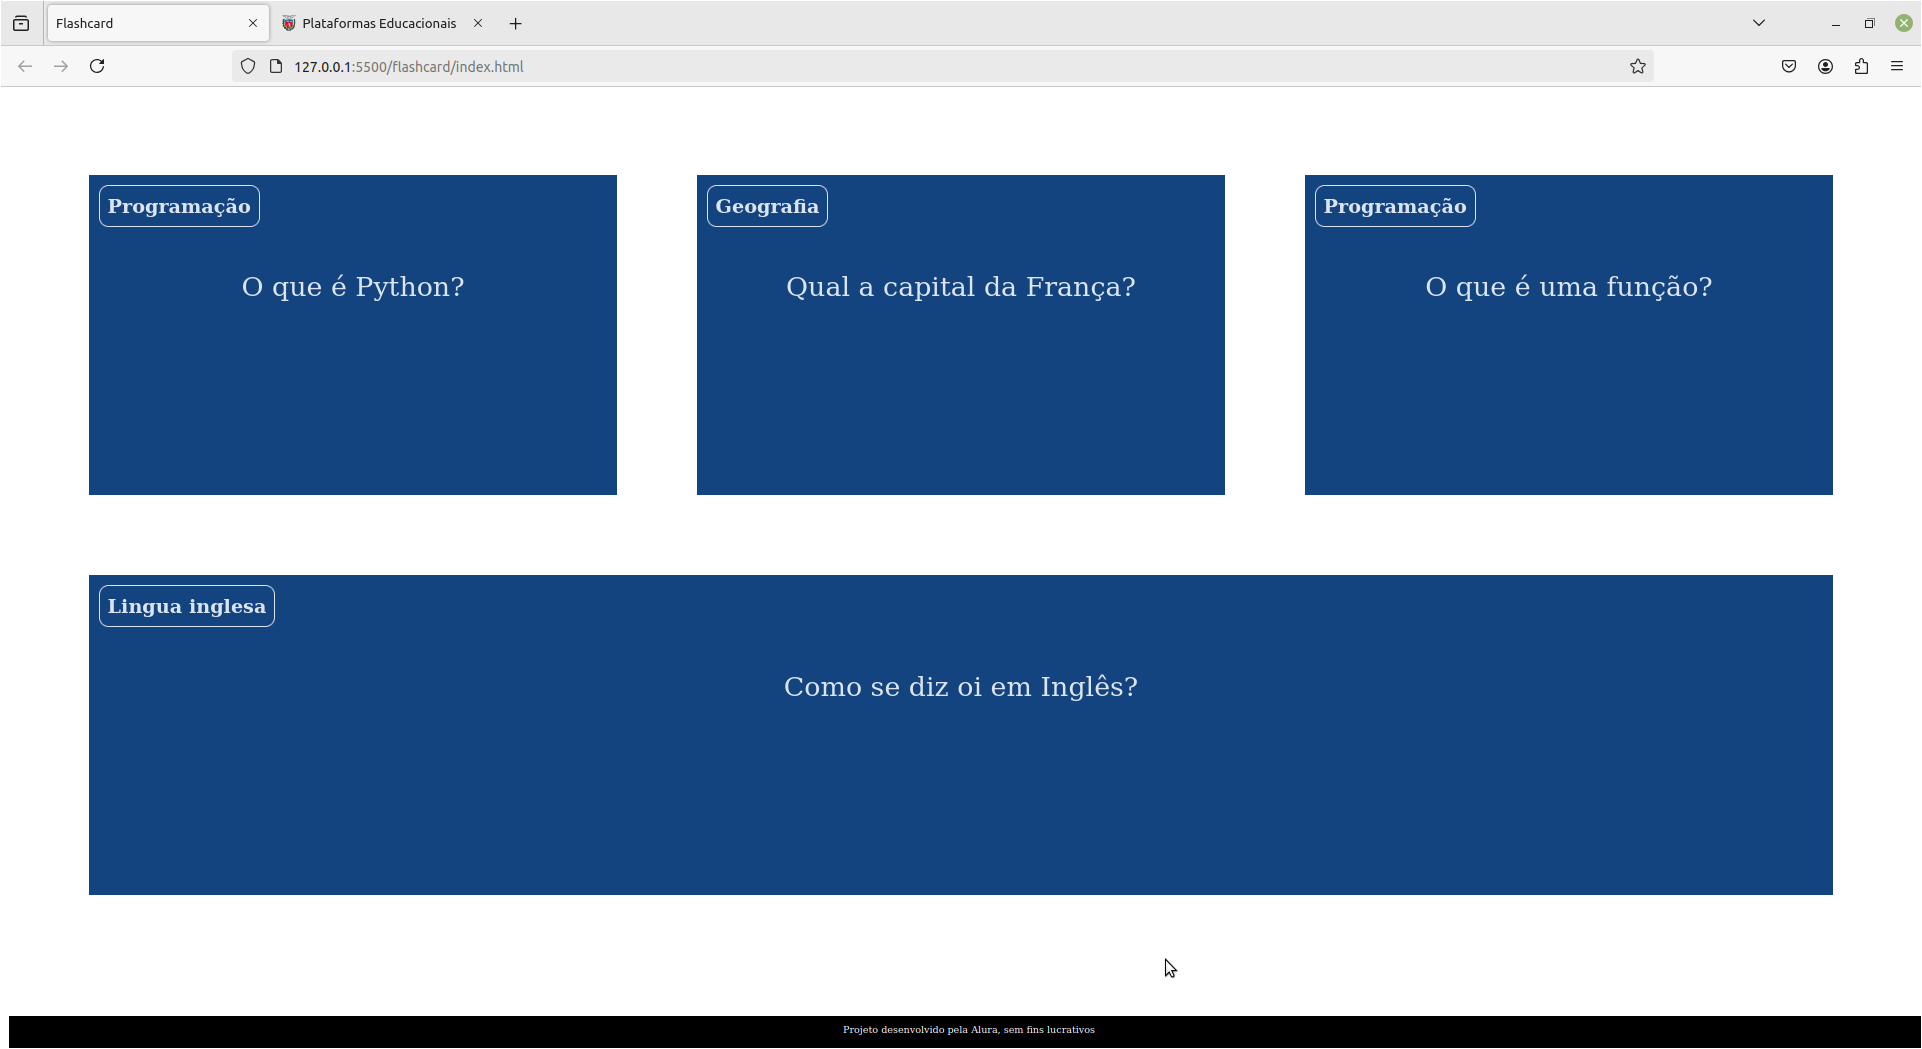 Flashcard
Plataformas Educacionais
127.0.0.1:5500/flashcard/index.html
Programação
O que é Python?
Geografia
Qual a capital da França?
Programação
O que é uma função?
Lingua inglesa
Como se diz oi em Inglês?
Projeto desenvolvido pela Alura, sem fins lucrativos